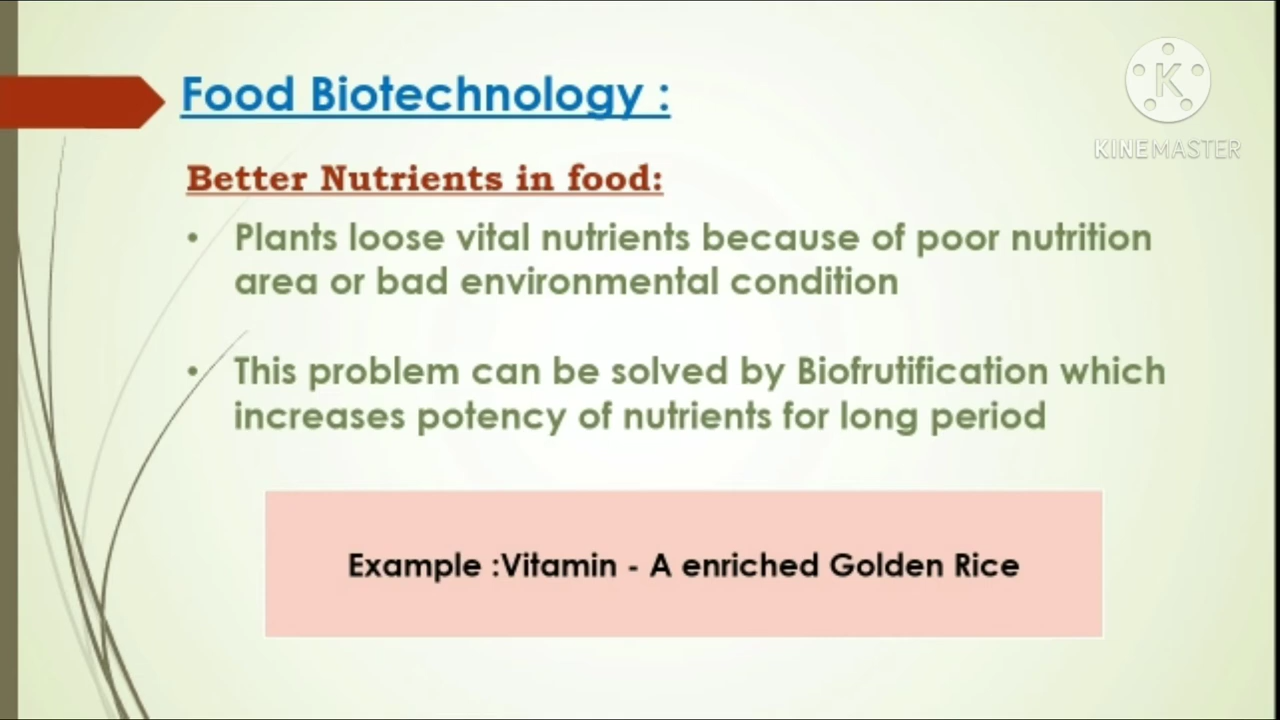 Food Biotechnology :
KINEMASTER
Better Nutrients in food:
• Plants loose vital nutrients because of poor nutrition
area or bad environmental condition
• This problem can be solved by Biofrutification which
increases potency of nutrients for long period
Example :Vitamin - A enriched Golden Rice